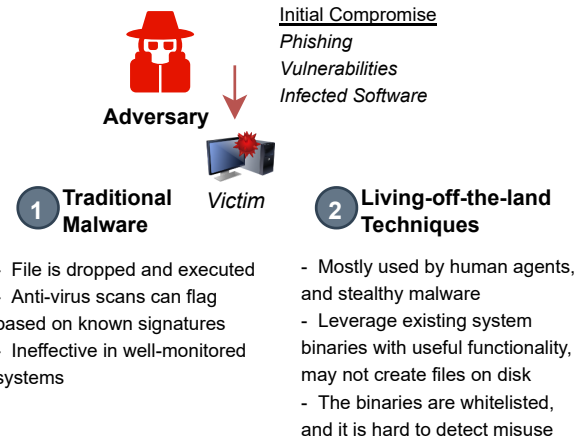 Initial Compromise
Phishing
Vulnerabilities
Infected Software
Adversary
Victim
1 Traditional
Malware
- File is dropped and executed
- Anti-virus scans can flag
based on known signatures
- Ineffective in well-monitored
systems
2 Living-off-the-land
Techniques
- Mostly used by human agents,
and stealthy malware
- Leverage existing system
binaries with useful functionality,
may not create files on disk
- The binaries are whitelisted,
and it is hard to detect misuse